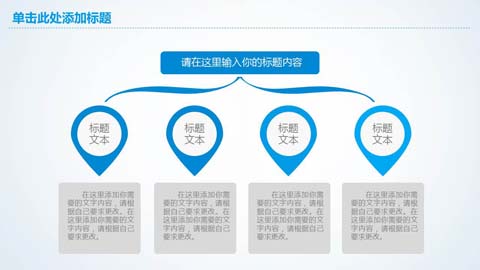 单击此处添加标题
请在这里输入你的标题内容
标题
文本
标题
文本
标题
文本
标题
文本
在这里添加你需
要的文字内容，请根
据自己要求更改。在
这里添加你需要的文
字内容，请根据自己
要求更改。
在这里添加你需
要的文字内容，请根
据自己要求更改。在
这里添加你需要的文
字内容，请根据自己
要求更改。
在这里添加你需
要的文字内容，请根
据自己要求更改。在
这里添加你需要的文
字内容，请根据自己
要求更改。
在这里添加你需
要的文字内容，请根
据自己要求更改。在
这里添加你需要的文
字内容，请根据自己
要求更改。